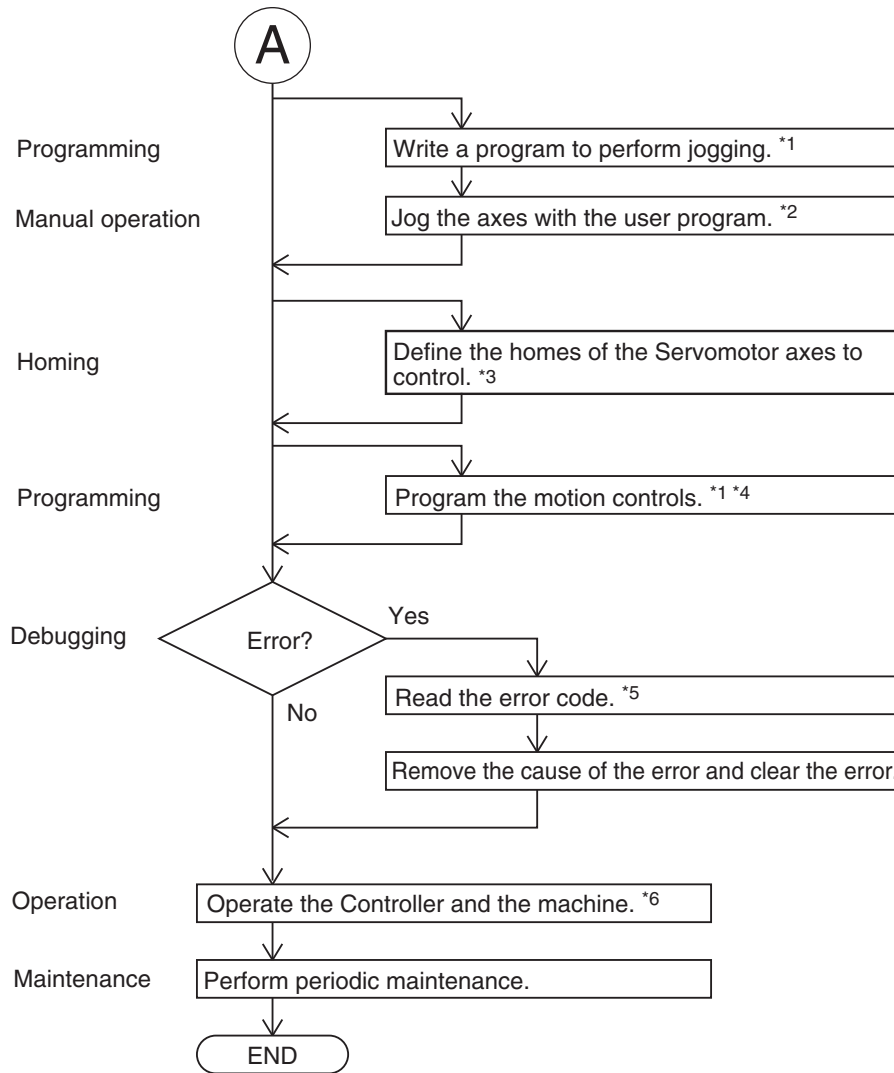 A
Programming
Write a program to perform jogging. *1
Manual operation
Jog the axes with the user program. *2
Homing
Define the homes of the Servomotor axes to
control. *3
Programming
Program the motion controls. *1 *4
Debugging
Error?
Yes
No
Read the error code. *5
Remove the cause of the error and clear the error.
Operation
Operate the Controller and the machine. *6
Maintenance
Perform periodic maintenance.
END